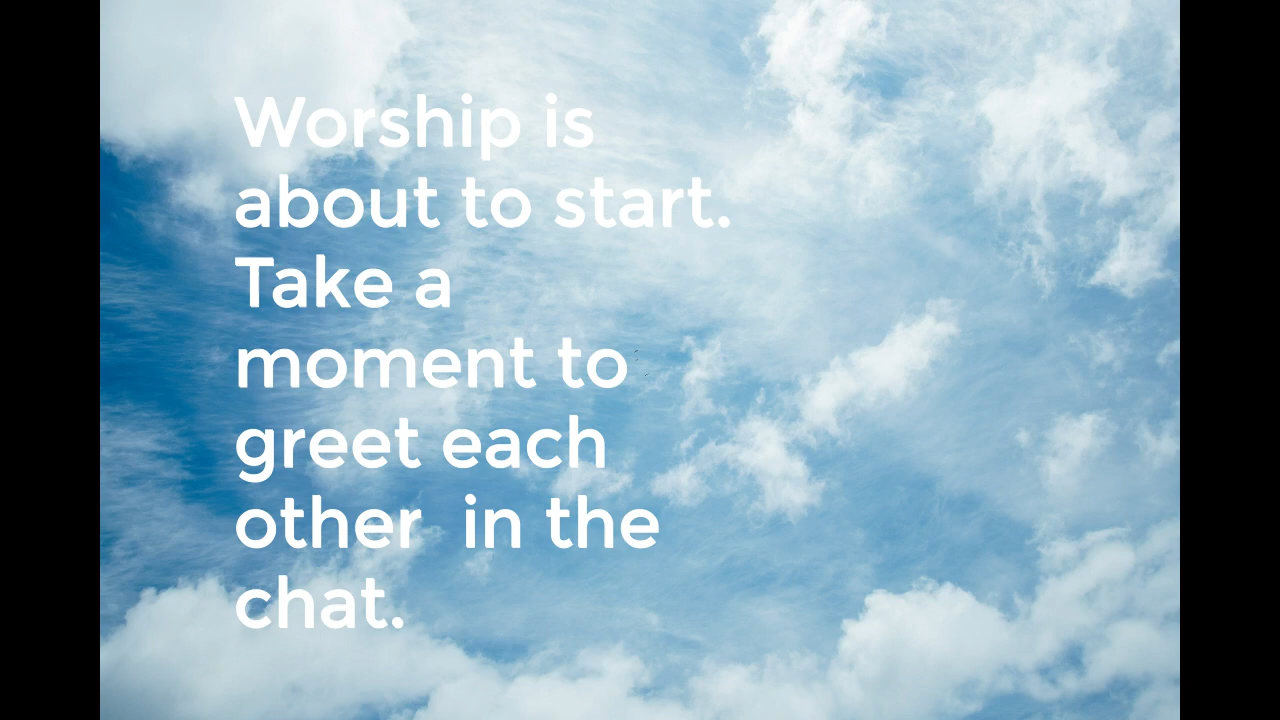 Worship is
about to start.
Take a
moment to
greet each
other  in the
chat.